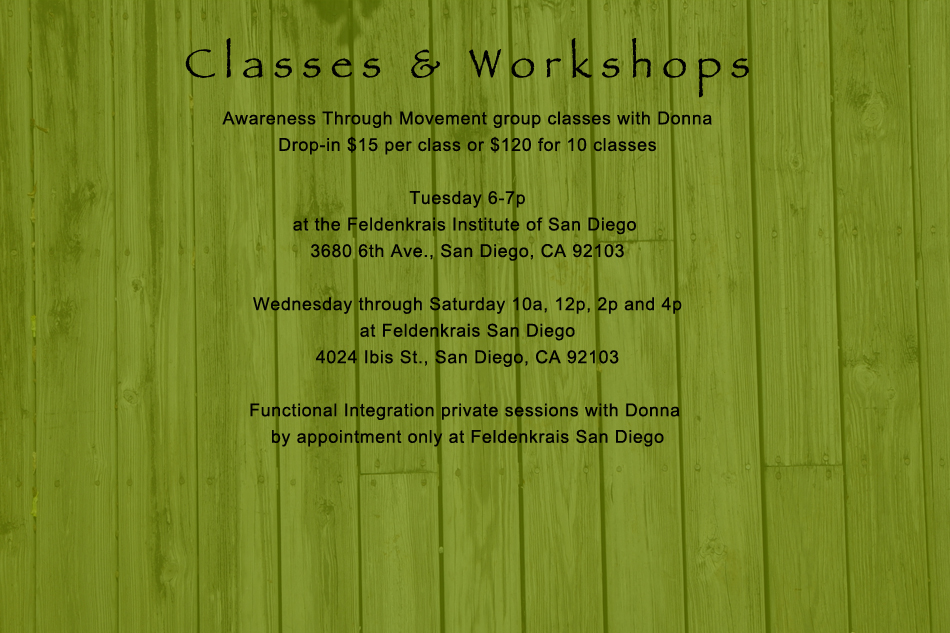 Classes & Workshops
Awareness Through Movement group classes with Donna
Drop-in $15 per class or $120 for 10 classes
Tuesday 6-7p
at the Feldenkrais Institute of San Diego
3680 6th Ave., San Diego, CA 92103
Wednesday through Saturday 10a, 12p, 2p and 4p
at Feldenkrais San Diego
4024 Ibis St., San Diego, CA 92103
Functional Integration private sessions with Donna
by appointment only at Feldenkrais San Diego